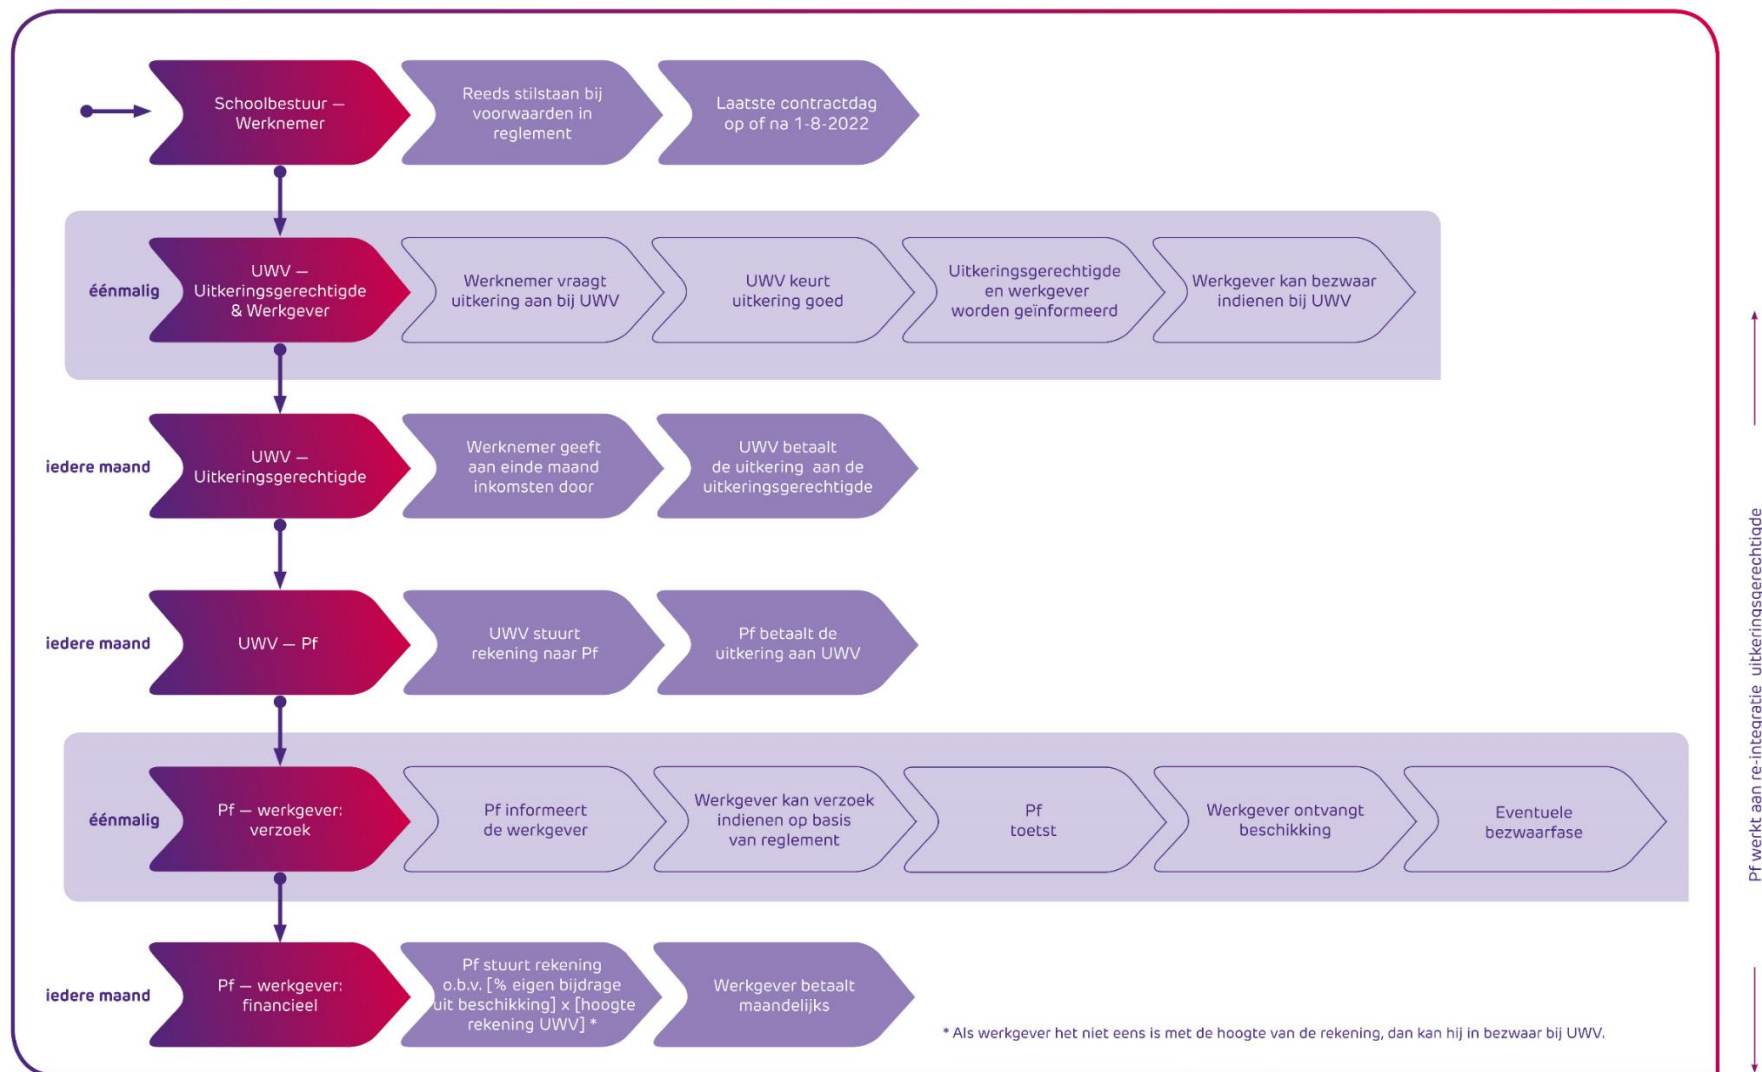 Schoolbestuur —
Werknemer
Reeds stilstaan bij
voorwaarden in
reglement
Laatste contractdag
op of na 1-8-2022
éénmalig
UWV —
Uitkeringsgerechtigde
& Werkgever
Werknemer vraagt
uitkering aan bij UWV
UWV keurt
uitkering goed
Uitkeringsgerechtigde
en werkgever
worden geïnformeerd
Werkgever kan bezwaar
indienen bij UWV
iedere maand
UWV —
Uitkeringsgerechtigde
Werknemer geeft
aan einde maand
inkomsten door
UWV betaalt
de uitkering aan de
uitkeringsgerechtigde
iedere maand
UWV — Pf
UWV stuurt
rekening naar Pf
Pf betaalt de
uitkering aan UWV
éénmalig
Pf — werkgever:
verzoek
Pf informeert
de werkgever
Werkgever kan verzoek
indienen op basis
van reglement
Pf
toetst
Werkgever ontvangt
beschikking
Eventuele
bezwaarfase
iedere maand
Pf — werkgever:
financieel
Pf stuurt rekening
o.b.v. [% eigen bijdrage
uit beschikking] x [hoogte
rekening UWV] *
Werkgever betaalt
maandelijks
* Als werkgever het niet eens is met de hoogte van de rekening, dan kan hij in bezwaar bij UWV.
Pf werkt aan re-integratie uitkeringsgerechtigde